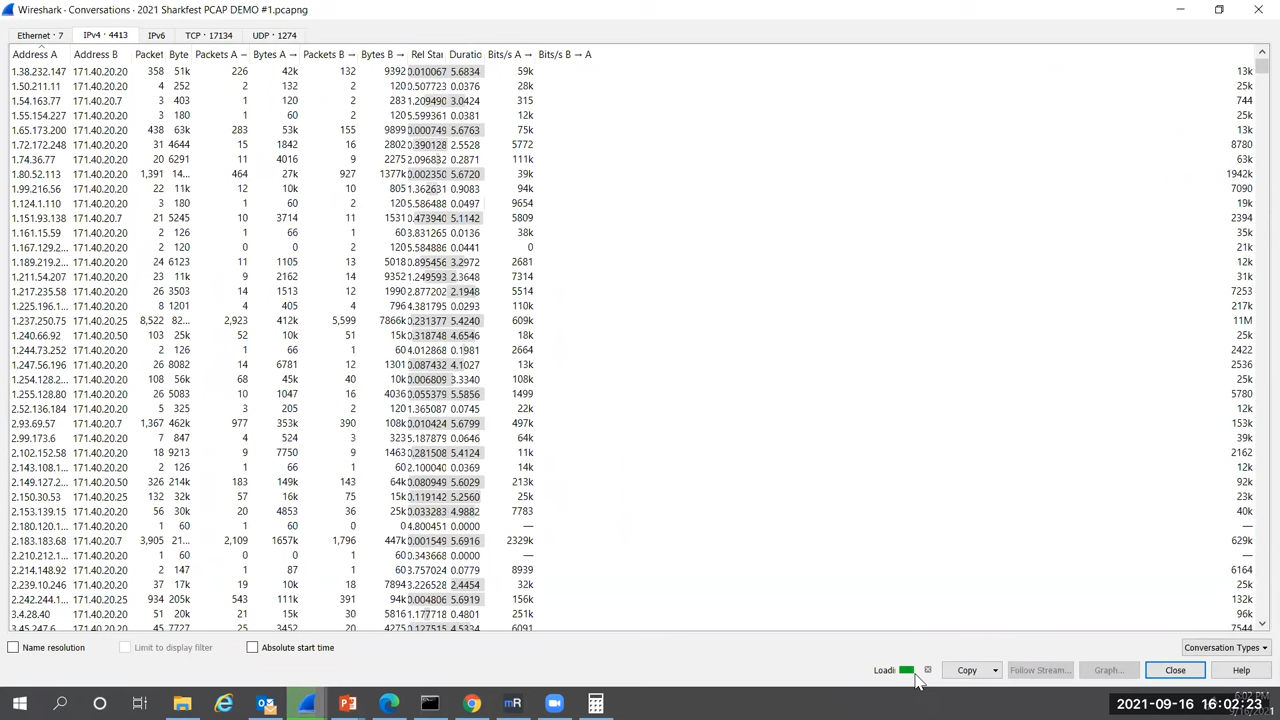 Wireshark · Conversations · 2021 Sharkfest PCAP DEMO #1.pcapng
Ethernet · 7 IPv4 · 4413 IPv6 TCP · 17134 UDP · 1274
Address A Address B Packet Byte Packets A → Bytes A → Packets B → Bytes B → Rel Star Duratio Bits/s A → Bits/s B → A
1.38.232.147 171.40.20.20 358 51k 226 42k 132 9392 0.010067 5.6834 59k 13k
1.50.211.11 171.40.20.20 4 252 2 132 2 120 0.507723 0.0376 28k 25k
1.54.163.77 171.40.20.7 3 403 1 120 2 283 1.209490 3.0424 315 744
1.55.154.227 171.40.20.20 3 180 1 60 2 120 5.599361 0.0381 12k 25k
1.65.173.200 171.40.20.20 438 63k 283 53k 155 9899 0.000749 5.6763 75k 13k
1.72.172.248 171.40.20.20 31 4644 15 1842 16 2802 0.390128 2.5528 5772 8780
1.74.36.77 171.40.20.20 20 6291 11 4016 9 2275 2.096832 0.2871 111k 63k
1.80.52.113 171.40.20.20 1,391 14... 464 27k 927 1377k 0.002350 5.6720 39k 1942k
1.99.216.56 171.40.20.20 22 11k 12 10k 10 805 1.362631 0.9083 94k 7090
1.124.1.110 171.40.20.20 3 180 1 60 2 120 5.586488 0.0497 9654 19k
1.151.93.138 171.40.20.7 21 5245 10 3714 11 1531 0.473940 5.1142 5809 2394
1.161.15.59 171.40.20.20 2 126 1 66 1 60 3.831265 0.0136 38k 35k
1.167.129.2... 171.40.20.20 2 120 0 0 2 120 5.584886 0.0441 0 21k
1.189.219.2... 171.40.20.20 24 6123 11 1105 13 5018 0.895456 3.2972 2681 12k
1.211.54.207 171.40.20.20 23 11k 9 2162 14 9352 1.249593 2.3648 7314 31k
1.217.235.58 171.40.20.20 26 3503 14 1513 12 1990 2.877202 2.1948 5514 7253
1.225.196.1... 171.40.20.20 8 1201 4 405 4 796 4.381795 0.0293 110k 217k
1.237.250.75 171.40.20.25 8,522 82... 2,923 412k 5,599 7866k 0.231377 5.4240 609k 11M
1.240.66.92 171.40.20.50 103 25k 52 10k 51 15k 0.318748 4.6546 18k 25k
1.244.73.252 171.40.20.20 2 126 1 66 1 60 4.012868 0.1981 2664 2422
1.247.56.196 171.40.20.20 26 8082 14 6781 12 1301 0.087432 4.1027 13k 2536
1.254.128.2... 171.40.20.20 108 56k 68 45k 40 10k 0.006809 3.3340 108k 25k
1.255.128.80 171.40.20.20 26 5083 10 1047 16 4036 0.055379 5.5856 1499 5780
2.52.136.184 171.40.20.20 5 325 3 205 2 120 1.365087 0.0745 22k 12k
2.93.69.57 171.40.20.7 1,367 462k 977 353k 390 108k 0.010424 5.6799 497k 153k
2.99.173.6 171.40.20.20 7 847 4 524 3 323 5.187879 0.0646 64k 39k
2.102.152.58 171.40.20.20 18 9213 9 7750 9 1463 0.281508 5.4124 11k 2162
2.143.108.1... 171.40.20.20 2 126 1 66 1 60 2.100040 0.0369 14k 12k
2.149.127.2... 171.40.20.50 326 214k 183 149k 143 64k 0.080949 5.6029 213k 92k
2.150.30.53 171.40.20.25 132 32k 57 16k 75 15k 0.119142 5.2560 25k 23k
2.153.139.15 171.40.20.20 56 30k 20 4853 36 25k 0.033283 4.9882 7783 40k
2.180.120.1... 171.40.20.20 1 60 1 60 0 0 4.800451 0.0000 — —
2.183.183.68 171.40.20.7 3,905 21... 2,109 1657k 1,796 447k 0.001549 5.6916 2329k 629k
2.210.212.1... 171.40.20.20 1 60 0 0 1 60 0.343668 0.0000 — —
2.214.148.92 171.40.20.20 2 147 1 87 1 60 3.757024 0.0779 8939 6164
2.239.10.246 171.40.20.20 37 17k 19 10k 18 7894 3.226528 2.4454 32k 25k
2.242.244.1... 171.40.20.25 934 205k 543 111k 391 94k 0.004806 5.6919 156k 132k
3.4.28.40 171.40.20.20 51 20k 21 15k 30 5816 1.177718 0.4801 251k 96k
3.45.247.6 171.40.20.20 45 7727 25 3452 20 4275 0.127515 4.5334 6091 7544
Name resolution Limit to display filter Absolute start time Conversation Types
Loadi Copy Follow Stream... Graph... Close Help
2021-09-16 16:02:23